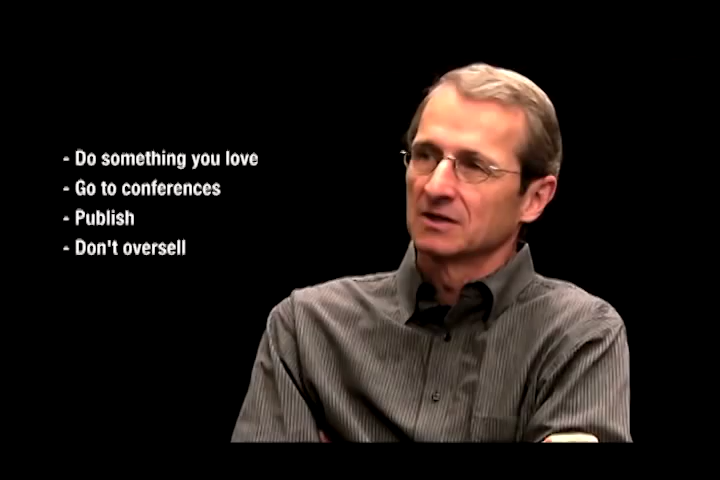 - Do something you love
- Go to conferences
- Publish
- Don't oversell